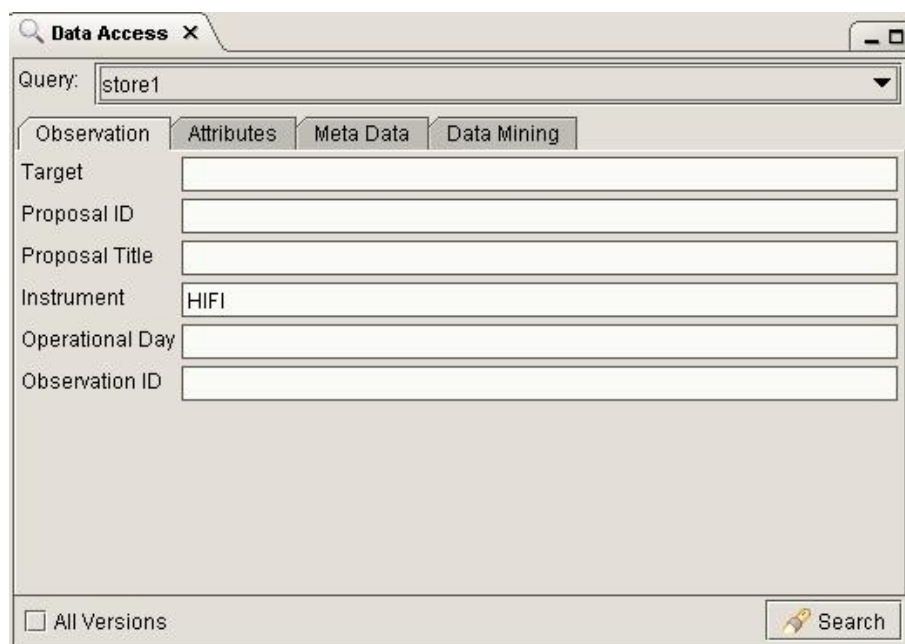 Data Access
Query: store1
Observation Attributes Meta Data Data Mining
Target
Proposal ID
Proposal Title
Instrument HIFI
Operational Day
Observation ID
All Versions Search